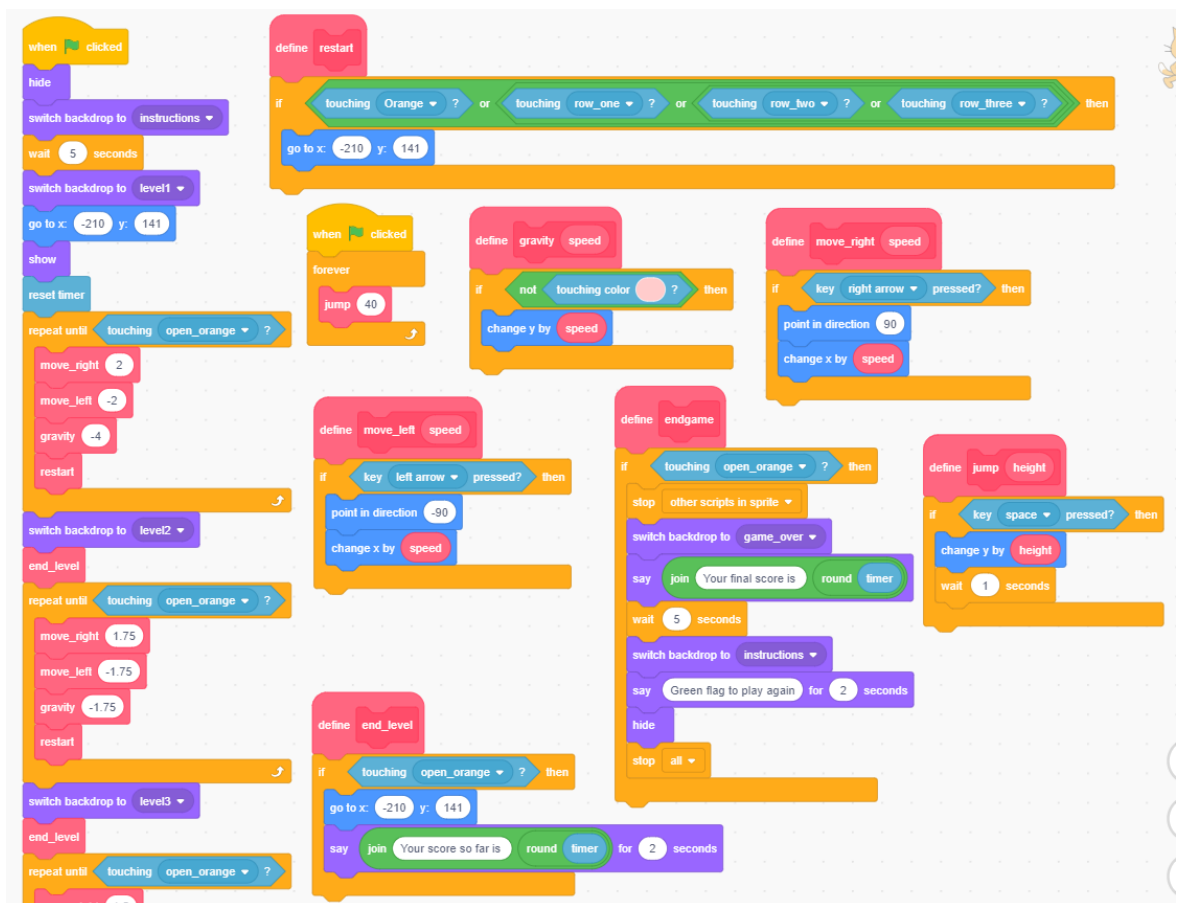 when clicked
hide
switch backdrop to instructions
wait 5 seconds
switch backdrop to level1
go to x: -210 y: 141
show
reset timer
repeat until touching open_orange ?
move_right 2
move_left -2
gravity -4
restart
switch backdrop to level2
end_level
repeat until touching open_orange ?
move_right 1.75
move_left -1.75
gravity -1.75
restart
switch backdrop to level3
end_level
repeat until touching open_orange ?
define restart
if touching Orange ? or touching row_one ? or touching row_two ? or touching row_three ? then
go to x: -210 y: 141
when clicked
forever
jump 40
define gravity speed
if not touching color ? then
change y by speed
define move_right speed
if key right arrow pressed? then
point in direction 90
change x by speed
define move_left speed
if key left arrow pressed? then
point in direction -90
change x by speed
define endgame
if touching open_orange ? then
stop other scripts in sprite
switch backdrop to game_over
say join Your final score is round timer
wait 5 seconds
switch backdrop to instructions
say Green flag to play again for 2 seconds
hide
stop all
define jump height
if key space pressed? then
change y by height
wait 1 seconds
define end_level
if touching open_orange ? then
go to x: -210 y: 141
say join Your score so far is round timer for 2 seconds